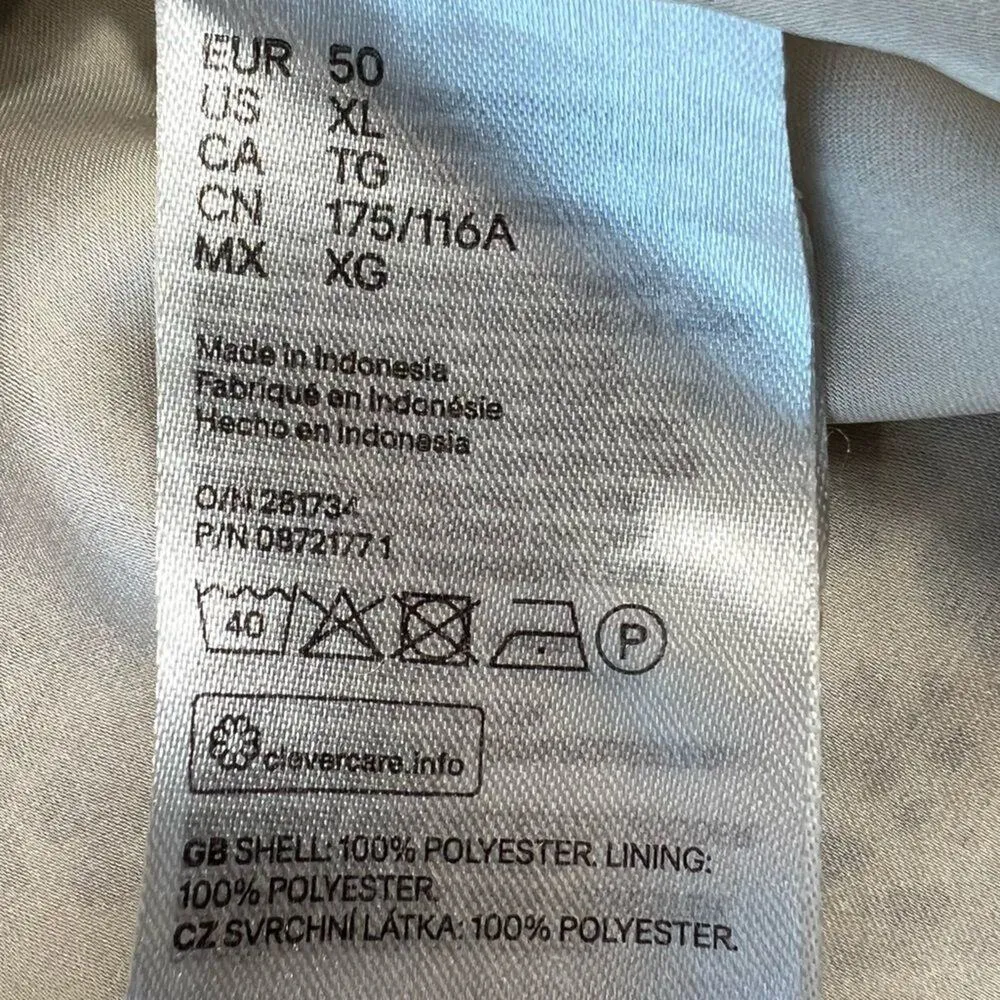 EUR 50
US XL
CA TG
CN 175/116A
MX XG
Made in Indonesia
Fabriqué en Indonésie
Hecho en Indonesia
O/N 281734
P/N 08721771
40 P
clevercare.info
GB SHELL: 100% POLYESTER. LINING:
100% POLYESTER.
CZ SVRCHNÍ LÁTKA: 100% POLYESTER.